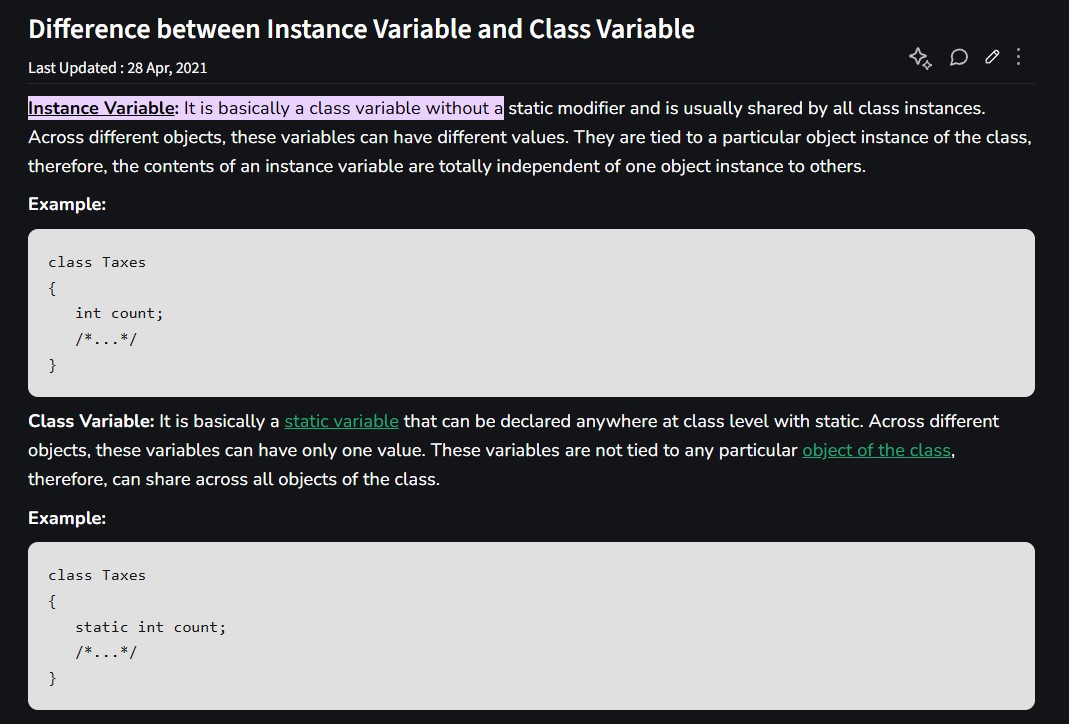 Difference between Instance Variable and Class Variable
Last Updated : 28 Apr, 2021
Instance Variable: It is basically a class variable without a static modifier and is usually shared by all class instances.
Across different objects, these variables can have different values. They are tied to a particular object instance of the class,
therefore, the contents of an instance variable are totally independent of one object instance to others.
Example:
class Taxes
{
   int count;
   /*...*/
}
Class Variable: It is basically a static variable that can be declared anywhere at class level with static. Across different
objects, these variables can have only one value. These variables are not tied to any particular object of the class,
therefore, can share across all objects of the class.
Example:
class Taxes
{
   static int count;
   /*...*/
}